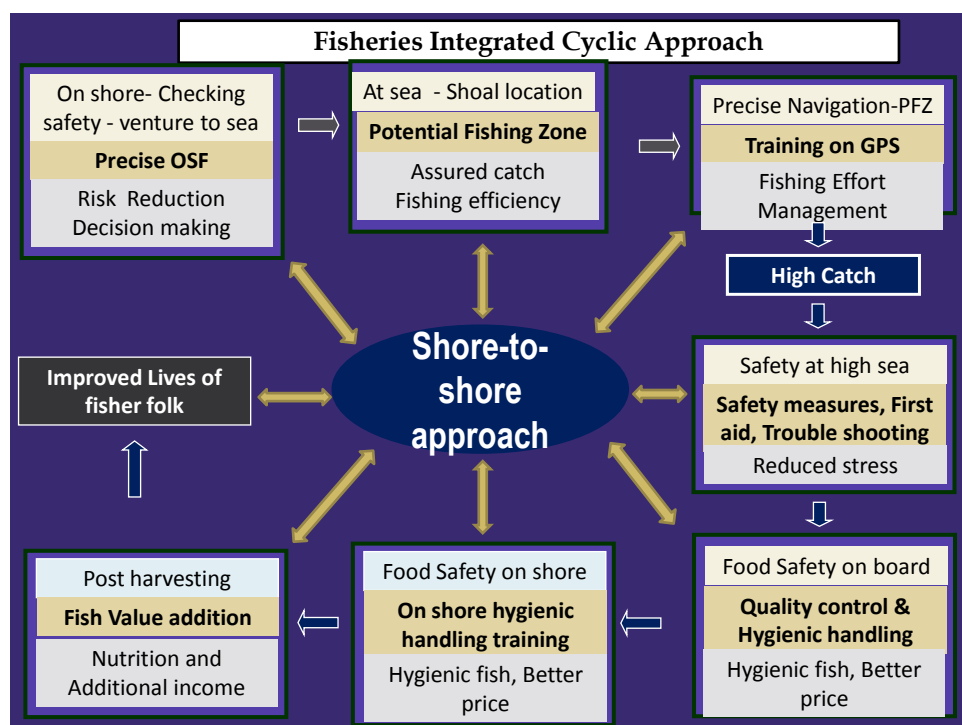 Fisheries Integrated Cyclic Approach
On shore- Checking
safety - venture to sea
Precise OSF
Risk Reduction
Decision making
At sea - Shoal location
Potential Fishing Zone
Assured catch
Fishing efficiency
Precise Navigation-PFZ
Training on GPS
Fishing Effort
Management
High Catch
Shore-to-
shore
approach
Improved Lives of
fisher folk
Safety at high sea
Safety measures, First
aid, Trouble shooting
Reduced stress
Post harvesting
Fish Value addition
Nutrition and
Additional income
Food Safety on shore
On shore hygienic
handling training
Hygienic fish, Better
price
Food Safety on board
Quality control &
Hygienic handling
Hygienic fish, Better
price